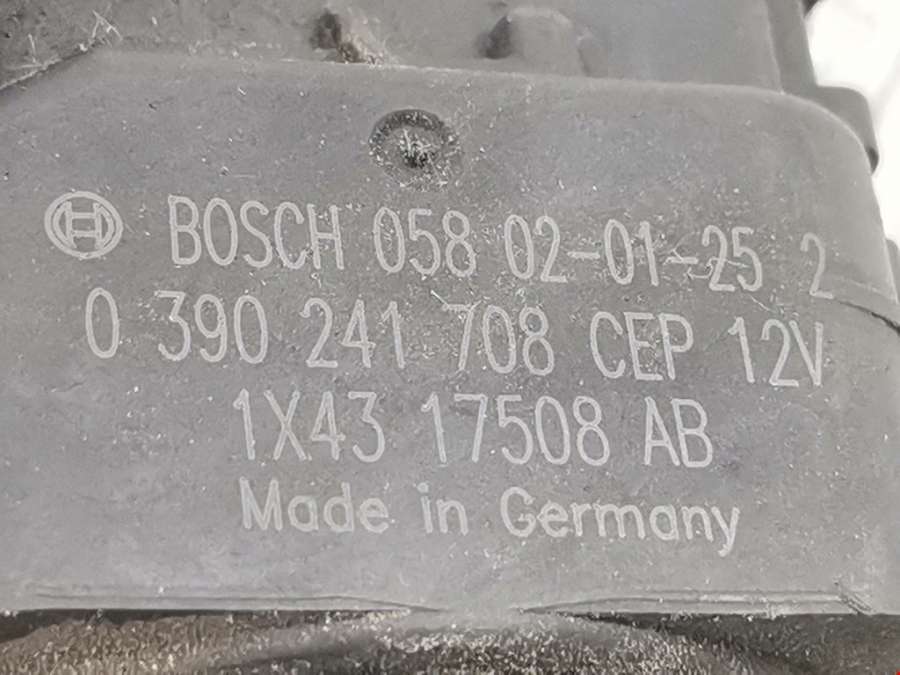 BOSCH 058 02-01-25 2
0 390 241 708 CEP 12V
1X43 17508 AB
Made in Germany